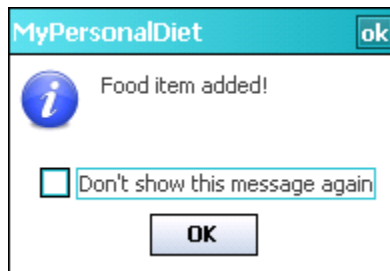 MyPersonalDiet ok
Food item added!
Don't show this message again
OK